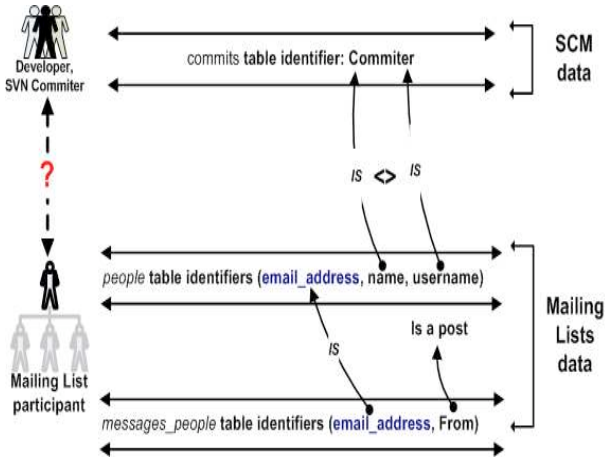 Developer,
SVN Commiter
commits table identifier: Commiter
SCM
data
IS <> IS
?
people table identifiers (email_address, name, username)
Is a post
IS
Mailing
Lists
data
Mailing List
participant
messages_people table identifiers (email_address, From)